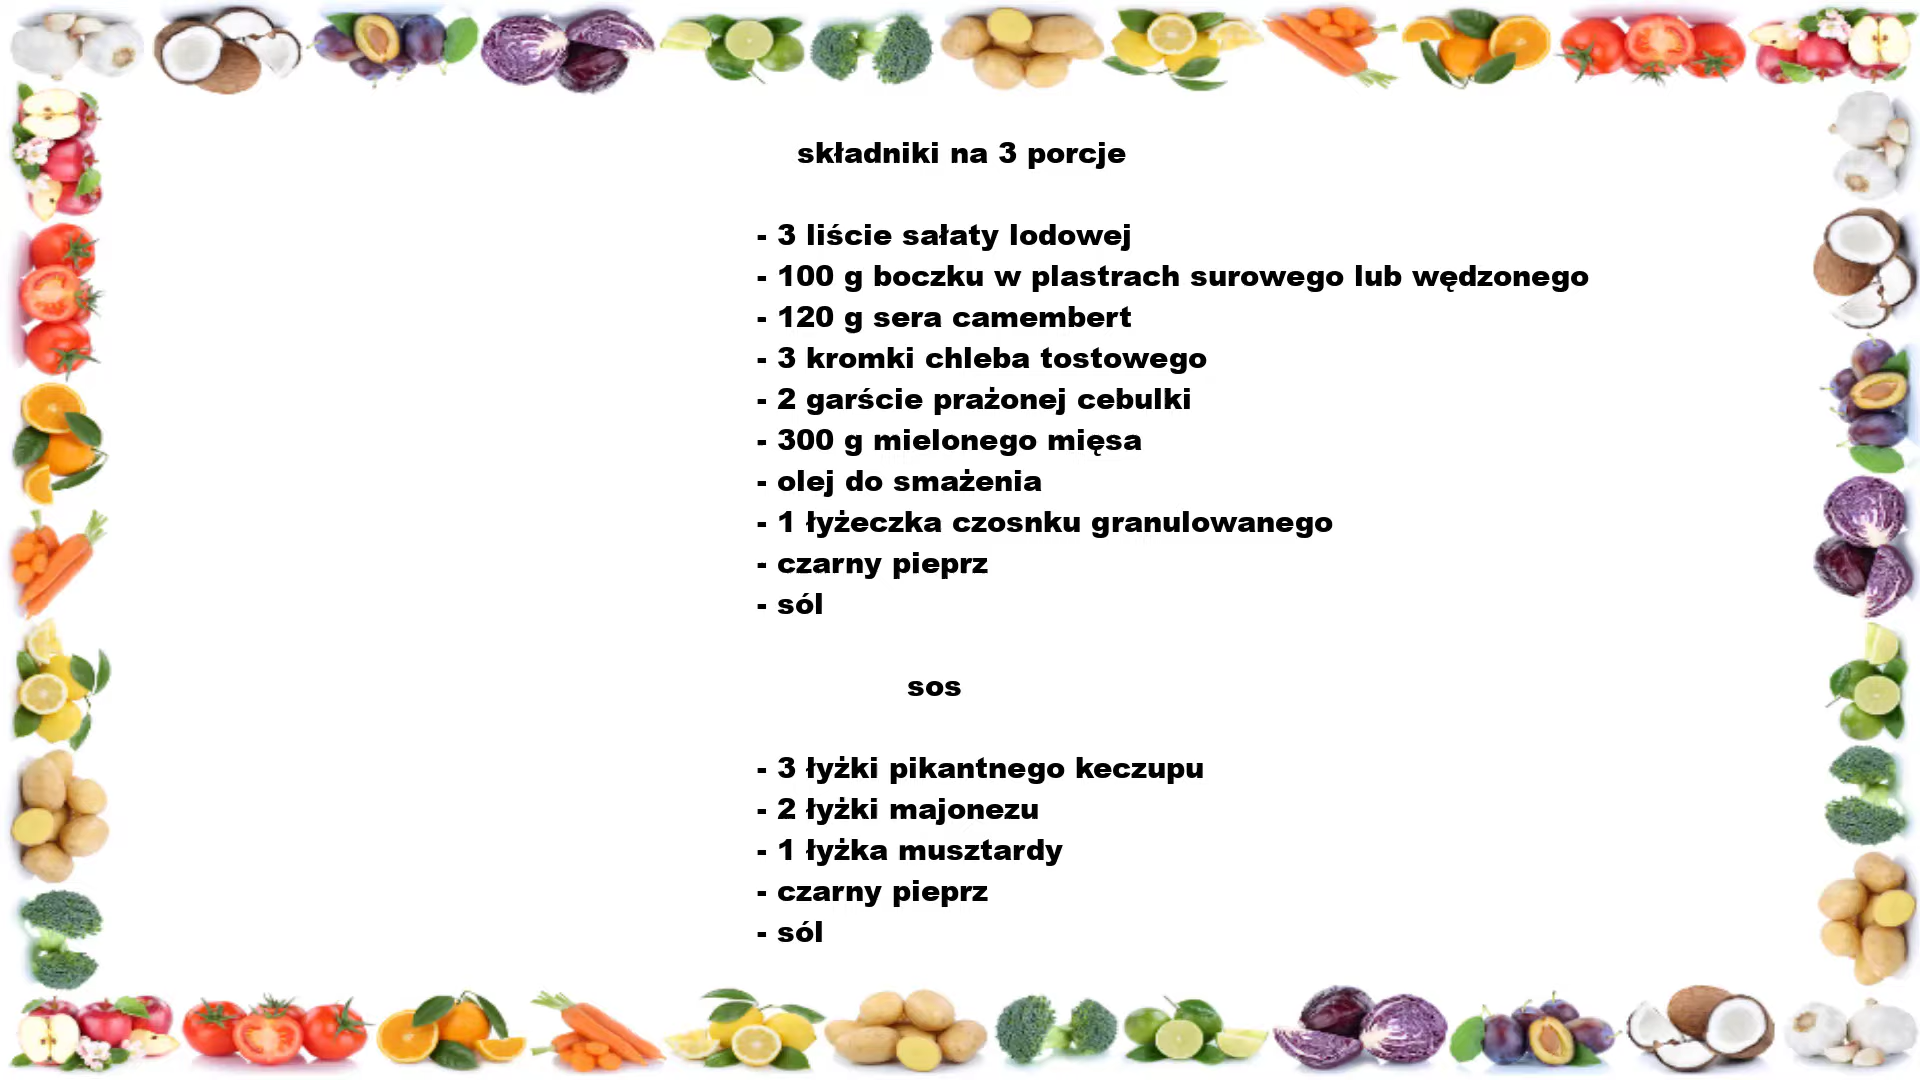 składniki na 3 porcje
- 3 liście sałaty lodowej
- 100 g boczku w plastrach surowego lub wędzonego
- 120 g sera camembert
- 3 kromki chleba tostowego
- 2 garście prażonej cebulki
- 300 g mielonego mięsa
- olej do smażenia
- 1 łyżeczka czosnku granulowanego
- czarny pieprz
- sól
sos
- 3 łyżki pikantnego keczupu
- 2 łyżki majonezu
- 1 łyżka musztardy
- czarny pieprz
- sól